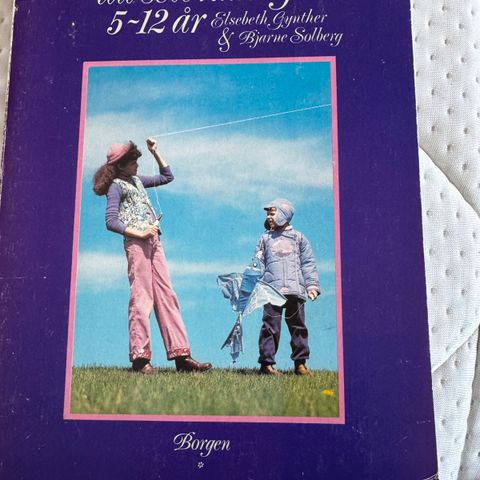 5-12 år Elsebeth Gynther
& Bjarne Solberg
Borgen
*